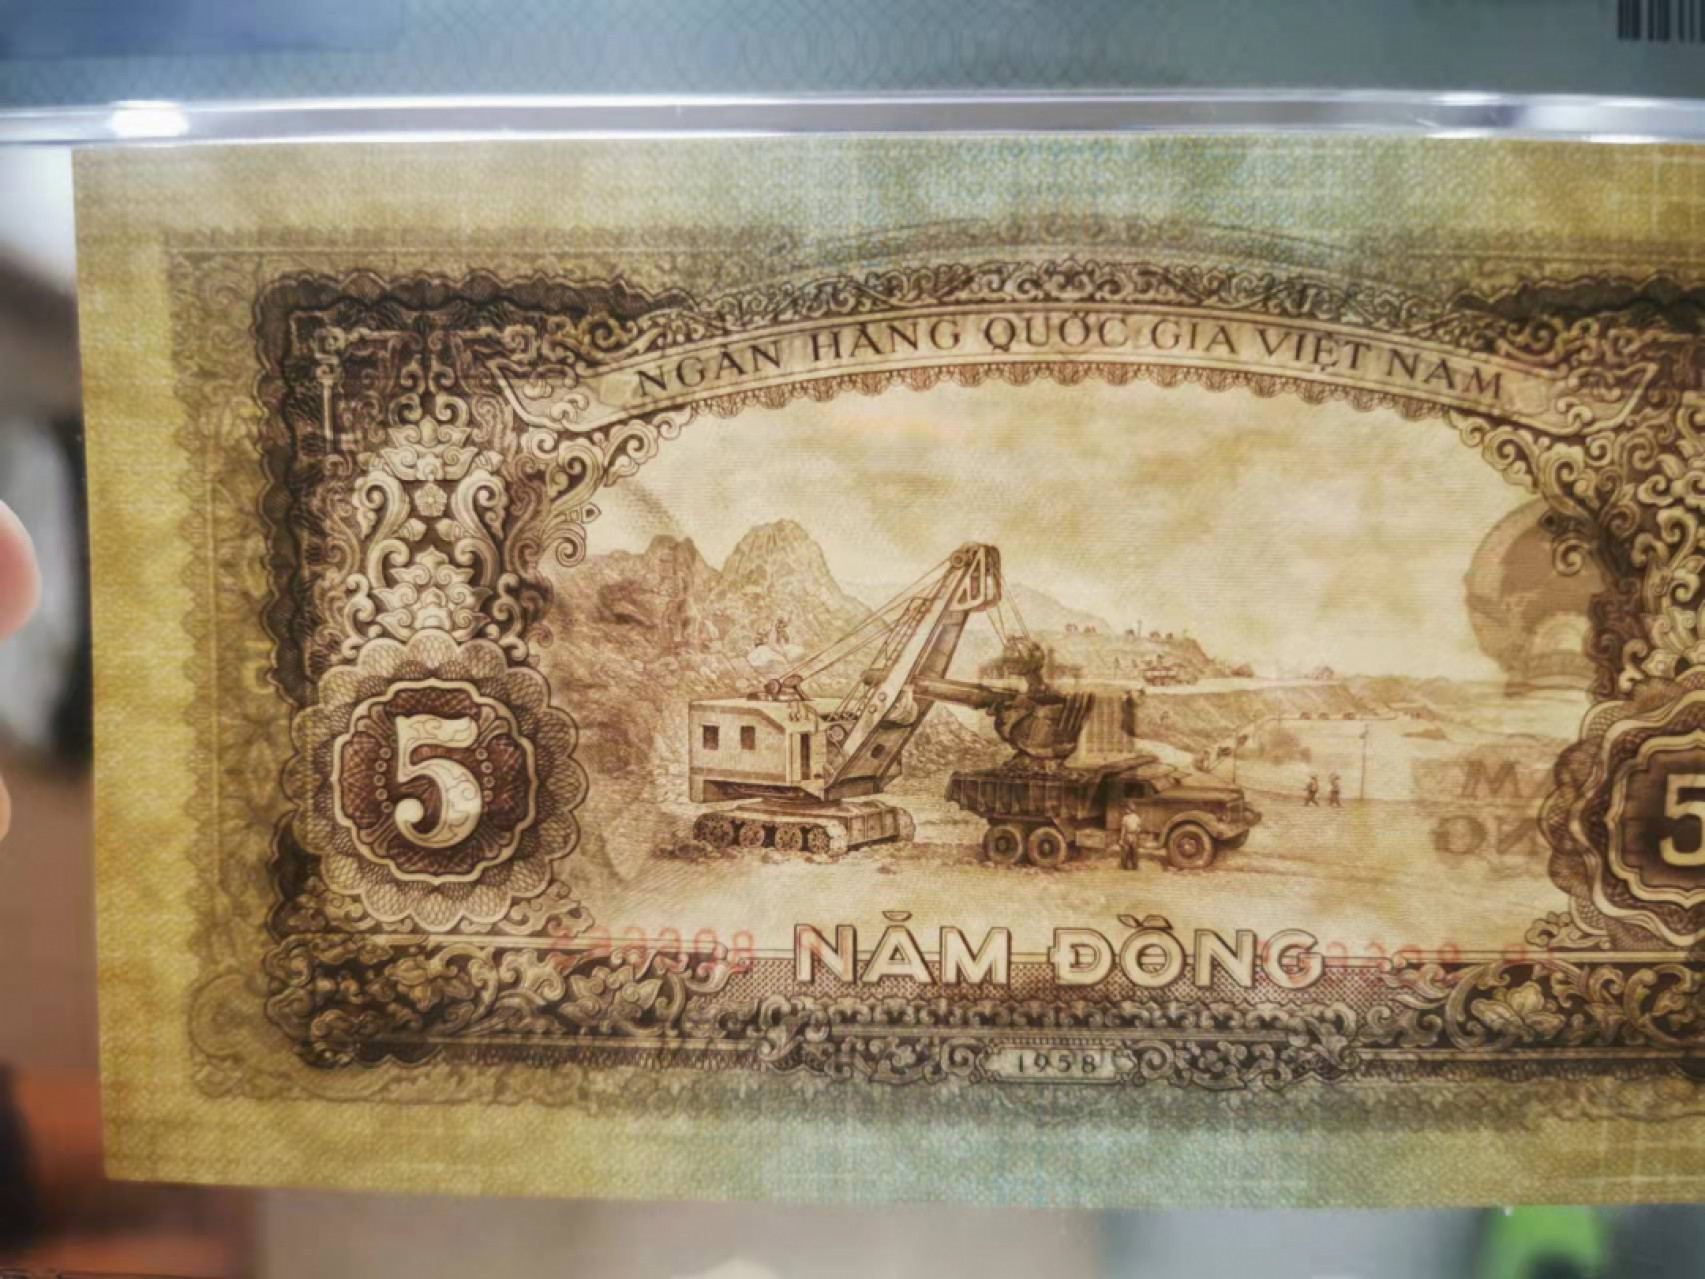 NGÂN HÀNG QUỐC GIA VIỆT NAM
5
5
NĂM ĐỒNG
1958